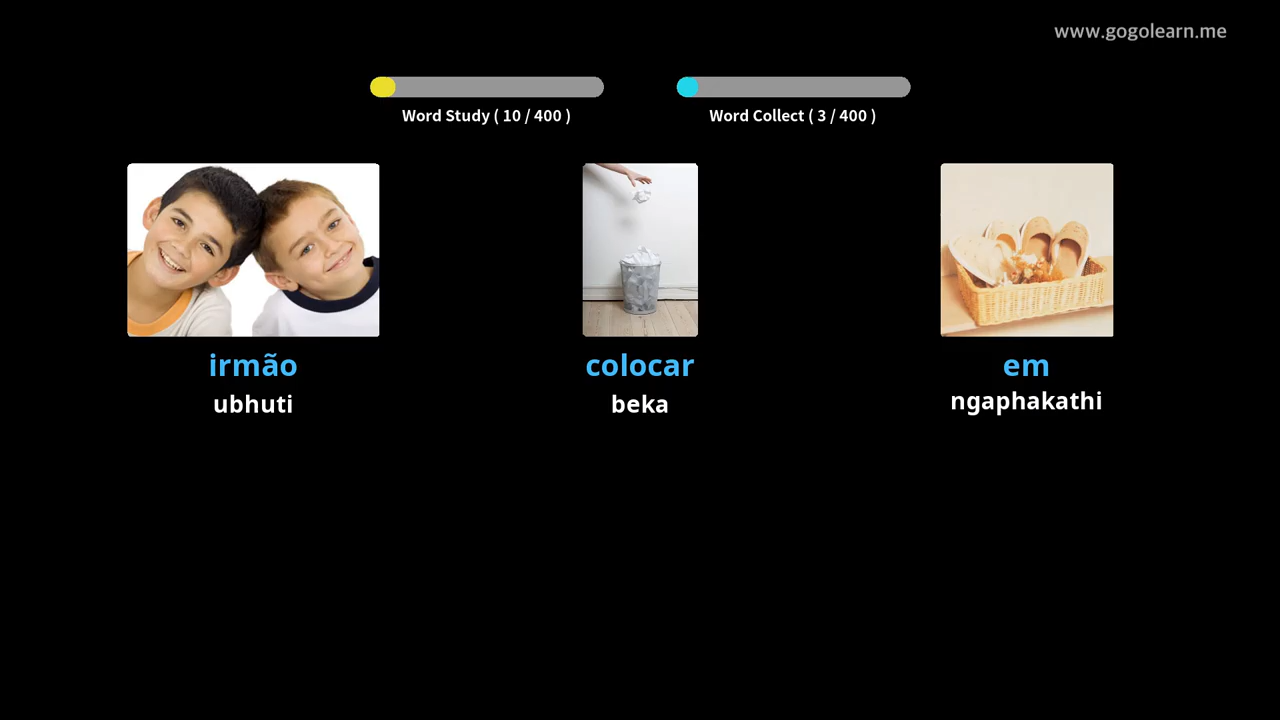 www.gogolearn.me
Word Study ( 10 / 400 )
Word Collect ( 3 / 400 )
irmão
ubhuti
colocar
beka
em
ngaphakathi